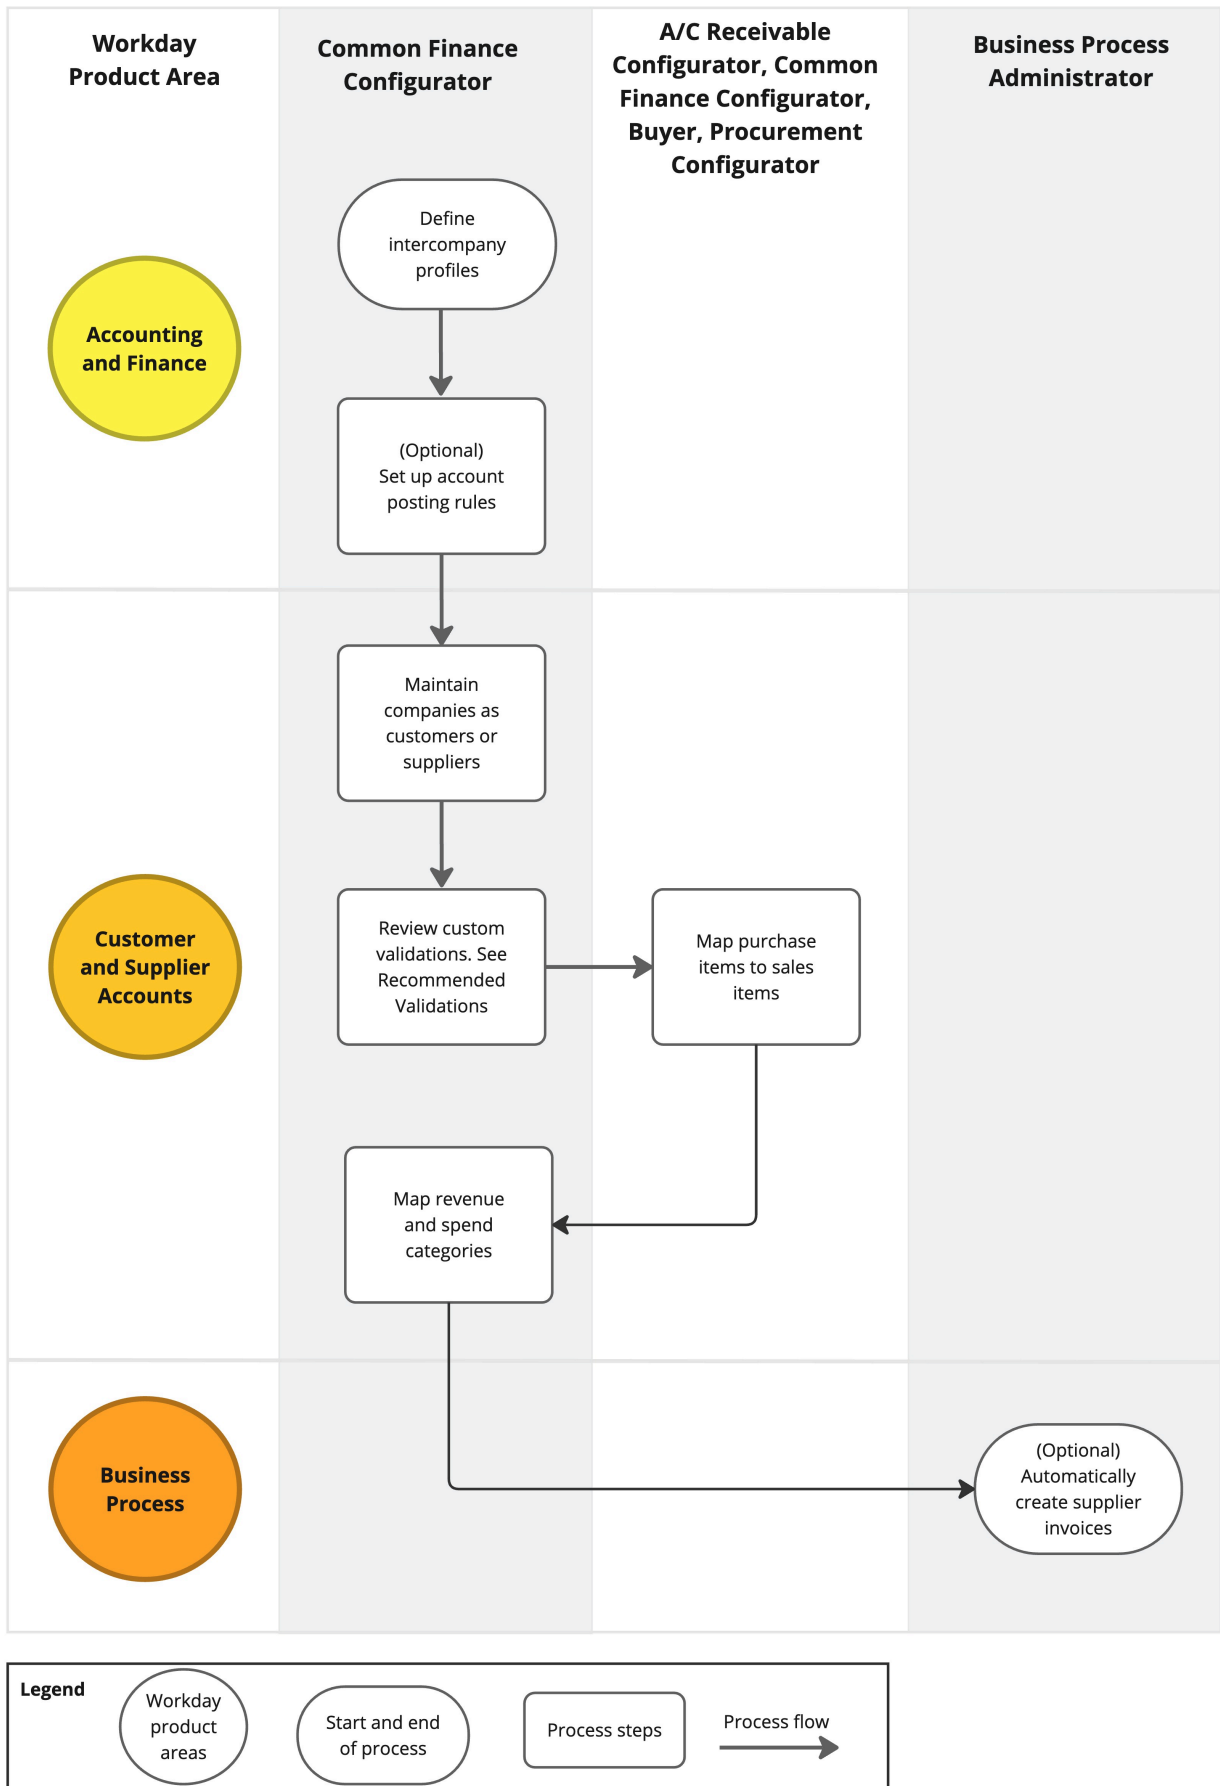 Workday
Product Area
Common Finance
Configurator
A/C Receivable
Configurator, Common
Finance Configurator,
Buyer, Procurement
Configurator
Business Process
Administrator
Define
intercompany
profiles
Accounting
and Finance
(Optional)
Set up account
posting rules
Maintain
companies as
customers or
suppliers
Customer
and Supplier
Accounts
Review custom
validations. See
Recommended
Validations
Map purchase
items to sales
items
Map revenue
and spend
categories
Business
Process
(Optional)
Automatically
create supplier
invoices
Legend
Workday
product
areas
Start and end
of process
Process steps
Process flow